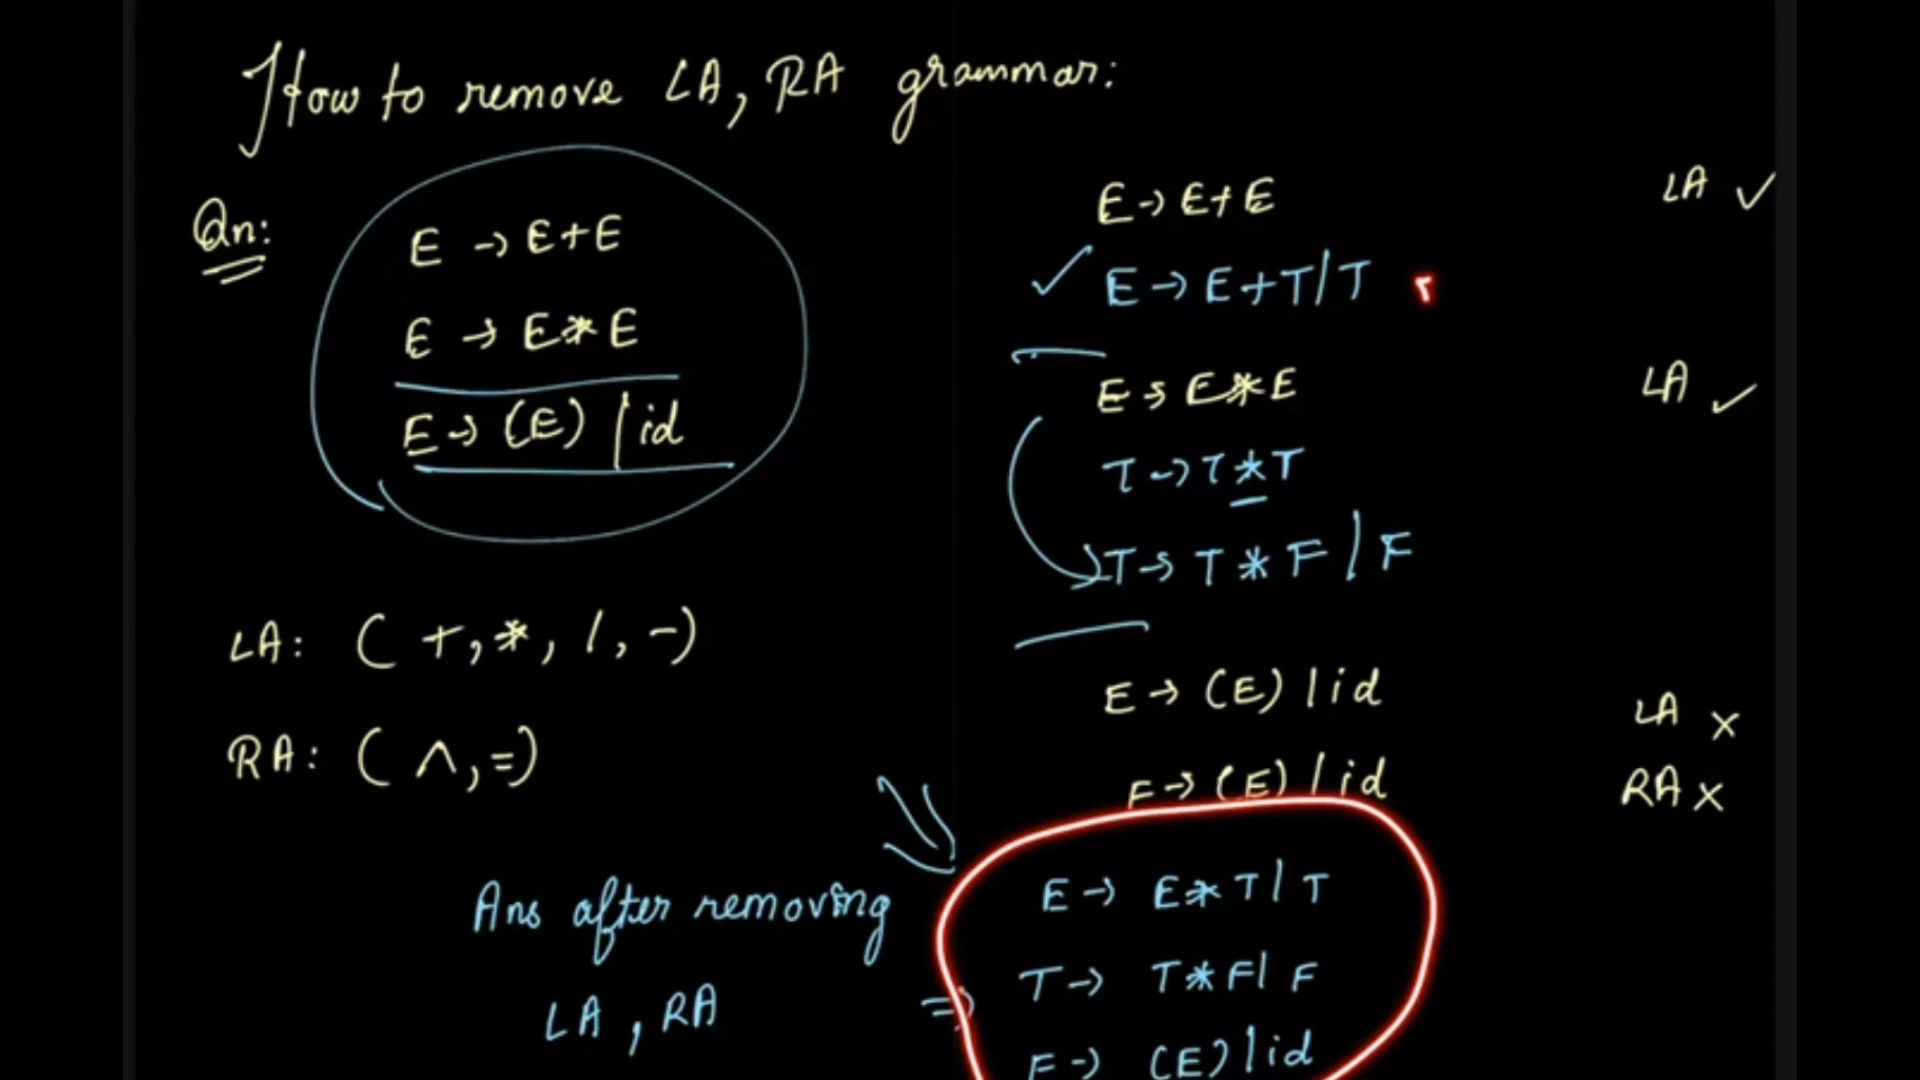 How to remove LA, RA grammar:
Qn:
E -> E+E
E -> E*E
E -> (E) | id
LA: ( +, *, /, -)
RA: ( ^, =)
E -> E+E
LA ✓
✓ E -> E+T/T
E -> E*E
LA ✓
T -> T*T
T -> T * F | F
E -> (E) | id
LA x
F -> (E) | id
RA x
Ans after removing
LA, RA
=>
E -> E* T | T
T -> T*F| F
F -> (E) | id